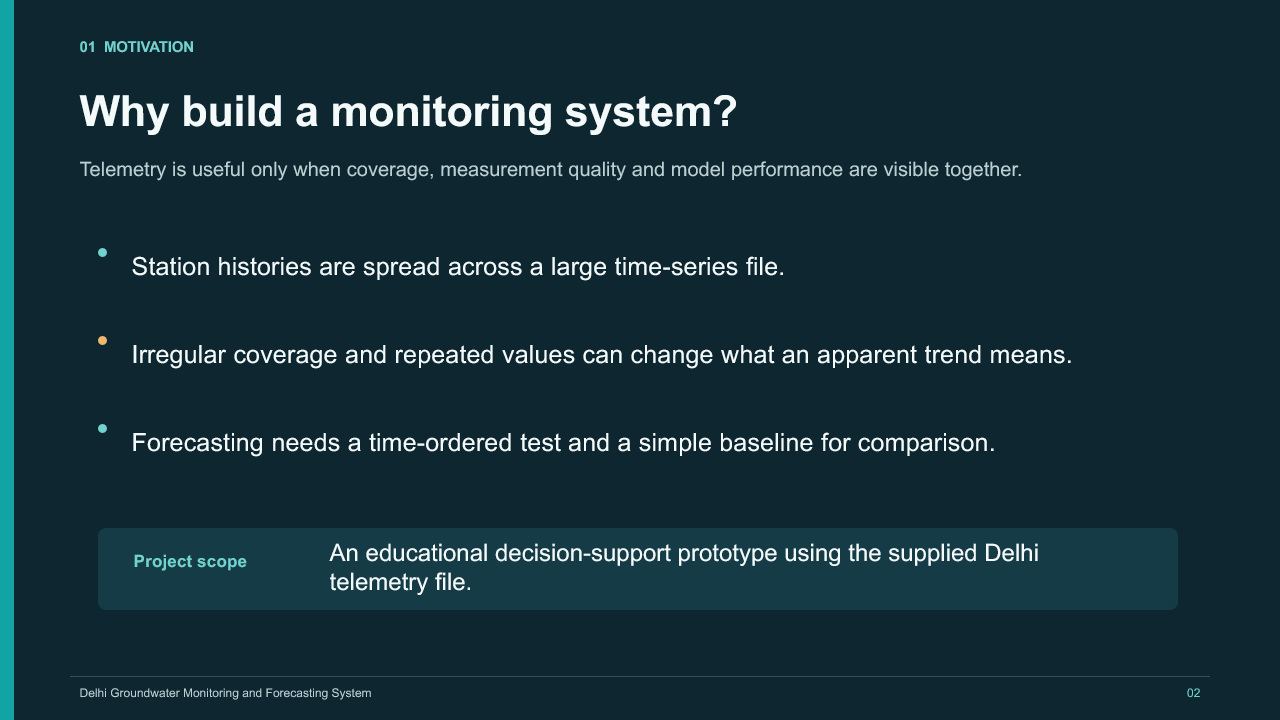 01 MOTIVATION
Why build a monitoring system?
Telemetry is useful only when coverage, measurement quality and model performance are visible together.
• Station histories are spread across a large time-series file.
• Irregular coverage and repeated values can change what an apparent trend means.
• Forecasting needs a time-ordered test and a simple baseline for comparison.
Project scope
An educational decision-support prototype using the supplied Delhi
telemetry file.
Delhi Groundwater Monitoring and Forecasting System
02